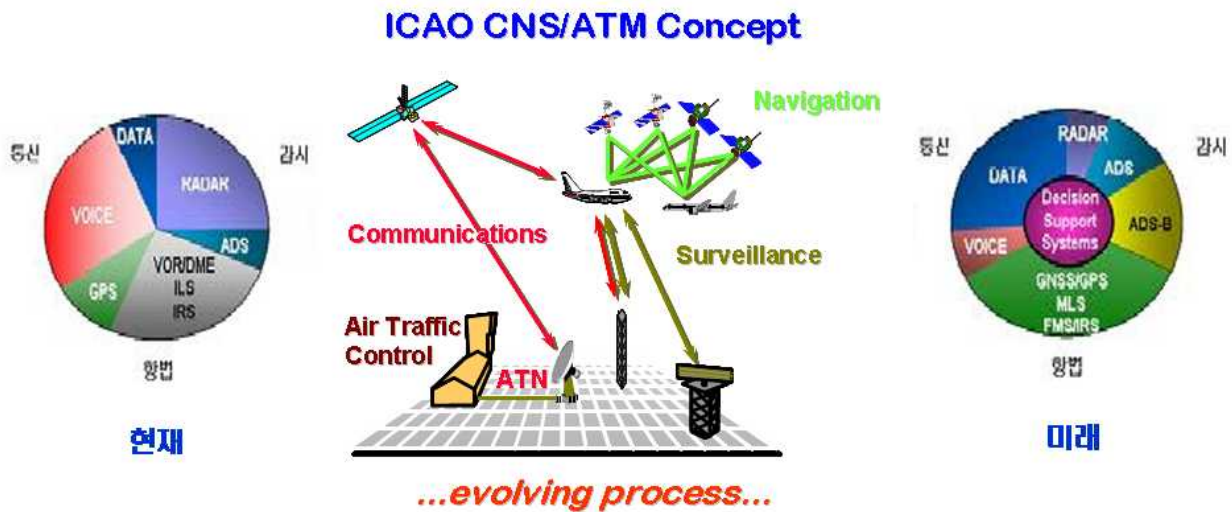 ICAO CNS/ATM Concept
통신
감시
DATA
RADAR
VOICE
ADS
GPS
VOR/DME
ILS
IRS
항법
현재
Navigation
Communications
Surveillance
Air Traffic
Control
ATN
통신
감시
RADAR
DATA
ADS
Decision
Support
Systems
ADS-B
VOICE
GNSS/GPS
MLS
FMS/IRS
항법
미래
...evolving process...